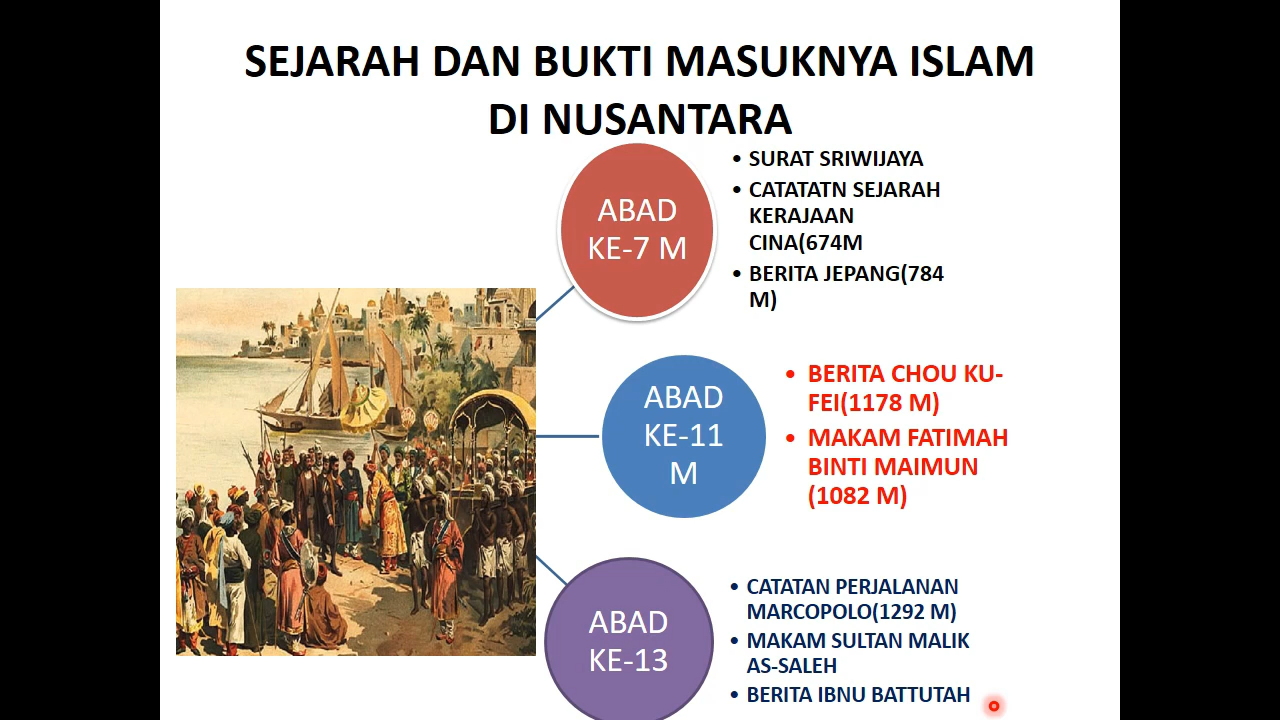 SEJARAH DAN BUKTI MASUKNYA ISLAM
DI NUSANTARA
ABAD
KE-7 M
• SURAT SRIWIJAYA
• CATATATN SEJARAH
KERAJAAN
CINA(674M
• BERITA JEPANG(784
M)
ABAD
KE-11
M
• BERITA CHOU KU-
FEI(1178 M)
• MAKAM FATIMAH
BINTI MAIMUN
(1082 M)
ABAD
KE-13
• CATATAN PERJALANAN
MARCOPOLO(1292 M)
• MAKAM SULTAN MALIK
AS-SALEH
• BERITA IBNU BATTUTAH